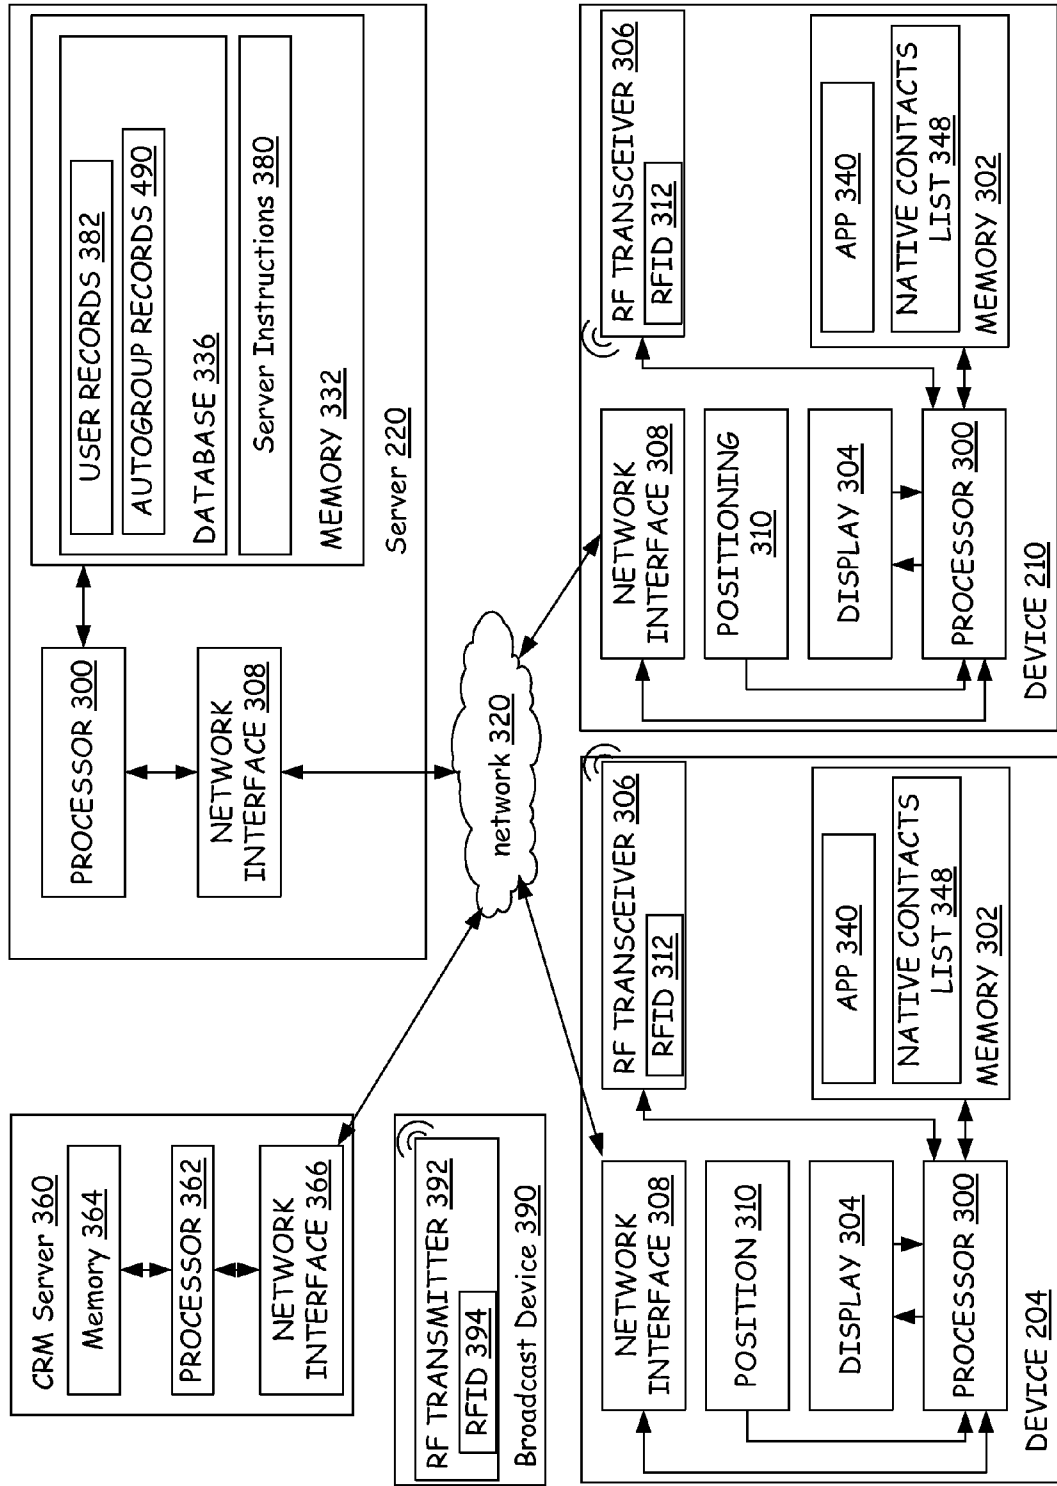 CRM Server 360
Memory 364
PROCESSOR 362
NETWORK
INTERFACE 366
RF TRANSMITTER 392
RFID 394
Broadcast Device 390
PROCESSOR 300
NETWORK
INTERFACE 308
USER RECORDS 382
AUTOGROUP RECORDS 490
DATABASE 336
Server Instructions 380
MEMORY 332
Server 220
network 320
NETWORK
INTERFACE 308
POSITION 310
DISPLAY 304
PROCESSOR 300
DEVICE 204
RF TRANSCEIVER 306
RFID 312
APP 340
NATIVE CONTACTS
LIST 348
MEMORY 302
NETWORK
INTERFACE 308
POSITIONING
310
DISPLAY 304
PROCESSOR 300
DEVICE 210
RF TRANSCEIVER 306
RFID 312
APP 340
NATIVE CONTACTS
LIST 348
MEMORY 302